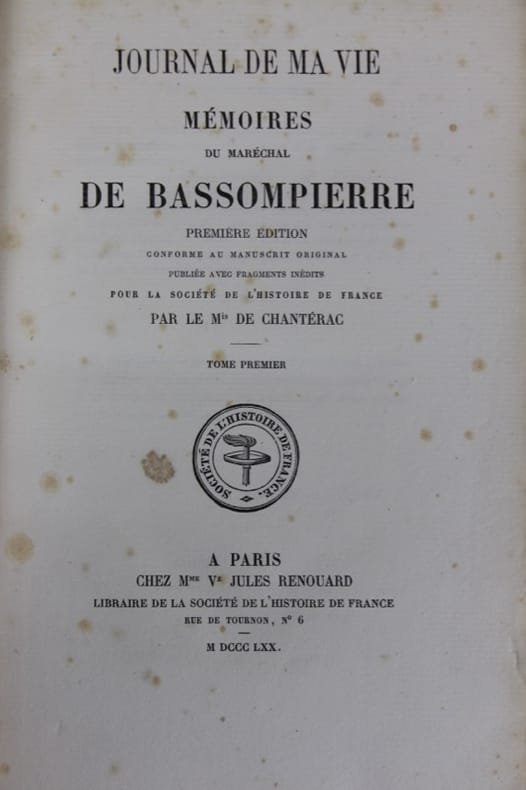 JOURNAL DE MA VIE
MÉMOIRES
DU MARÉCHAL
DE BASSOMPIERRE
PREMIÈRE ÉDITION
CONFORME AU MANUSCRIT ORIGINAL
PUBLIÉE AVEC FRAGMENTS INÉDITS
POUR LA SOCIÉTÉ DE L'HISTOIRE DE FRANCE
PAR LE Mis DE CHANTÉRAC
TOME PREMIER
SOCIÉTÉ DE L'HISTOIRE DE FRANCE.
A PARIS
CHEZ MME VE JULES RENOUARD
LIBRAIRE DE LA SOCIÉTÉ DE L'HISTOIRE DE FRANCE
RUE DE TOURNON, No 6
M DCCC LXX.